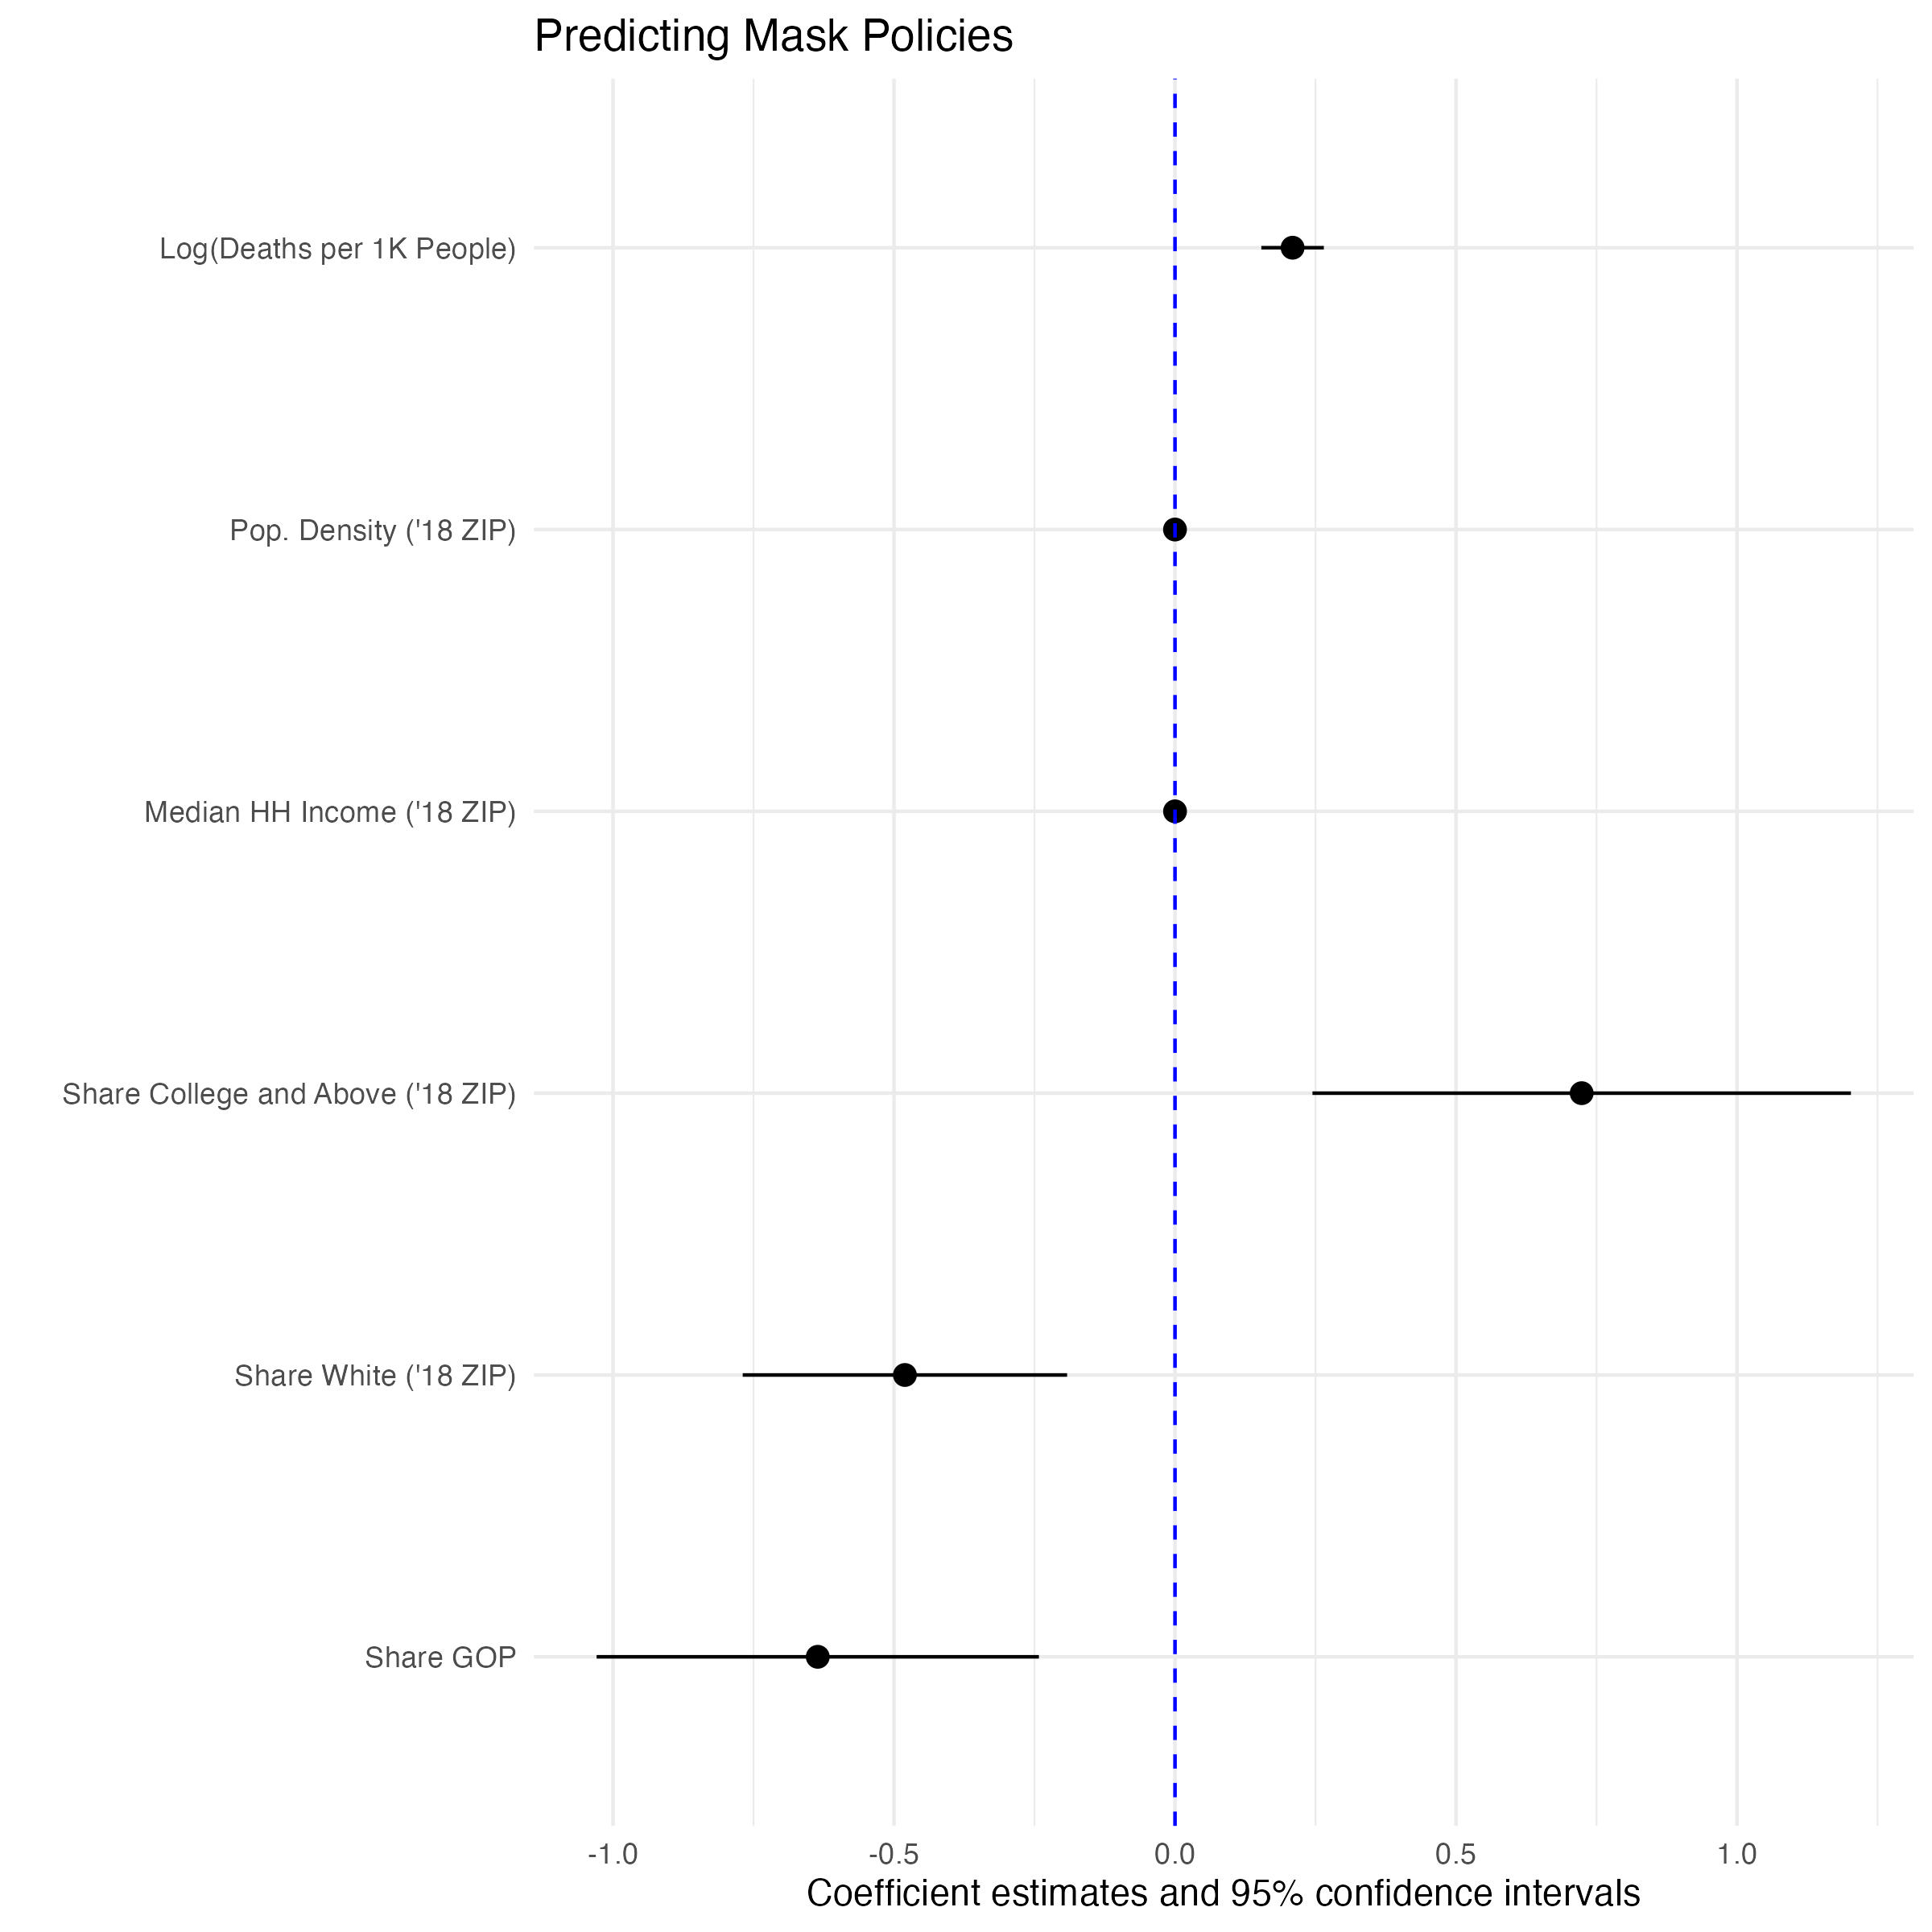 Predicting Mask Policies
Log(Deaths per 1K People)
Pop. Density ('18 ZIP)
Median HH Income ('18 ZIP)
Share College and Above ('18 ZIP)
Share White ('18 ZIP)
Share GOP
-1.0 -0.5 0.0 0.5 1.0
Coefficient estimates and 95% confidence intervals